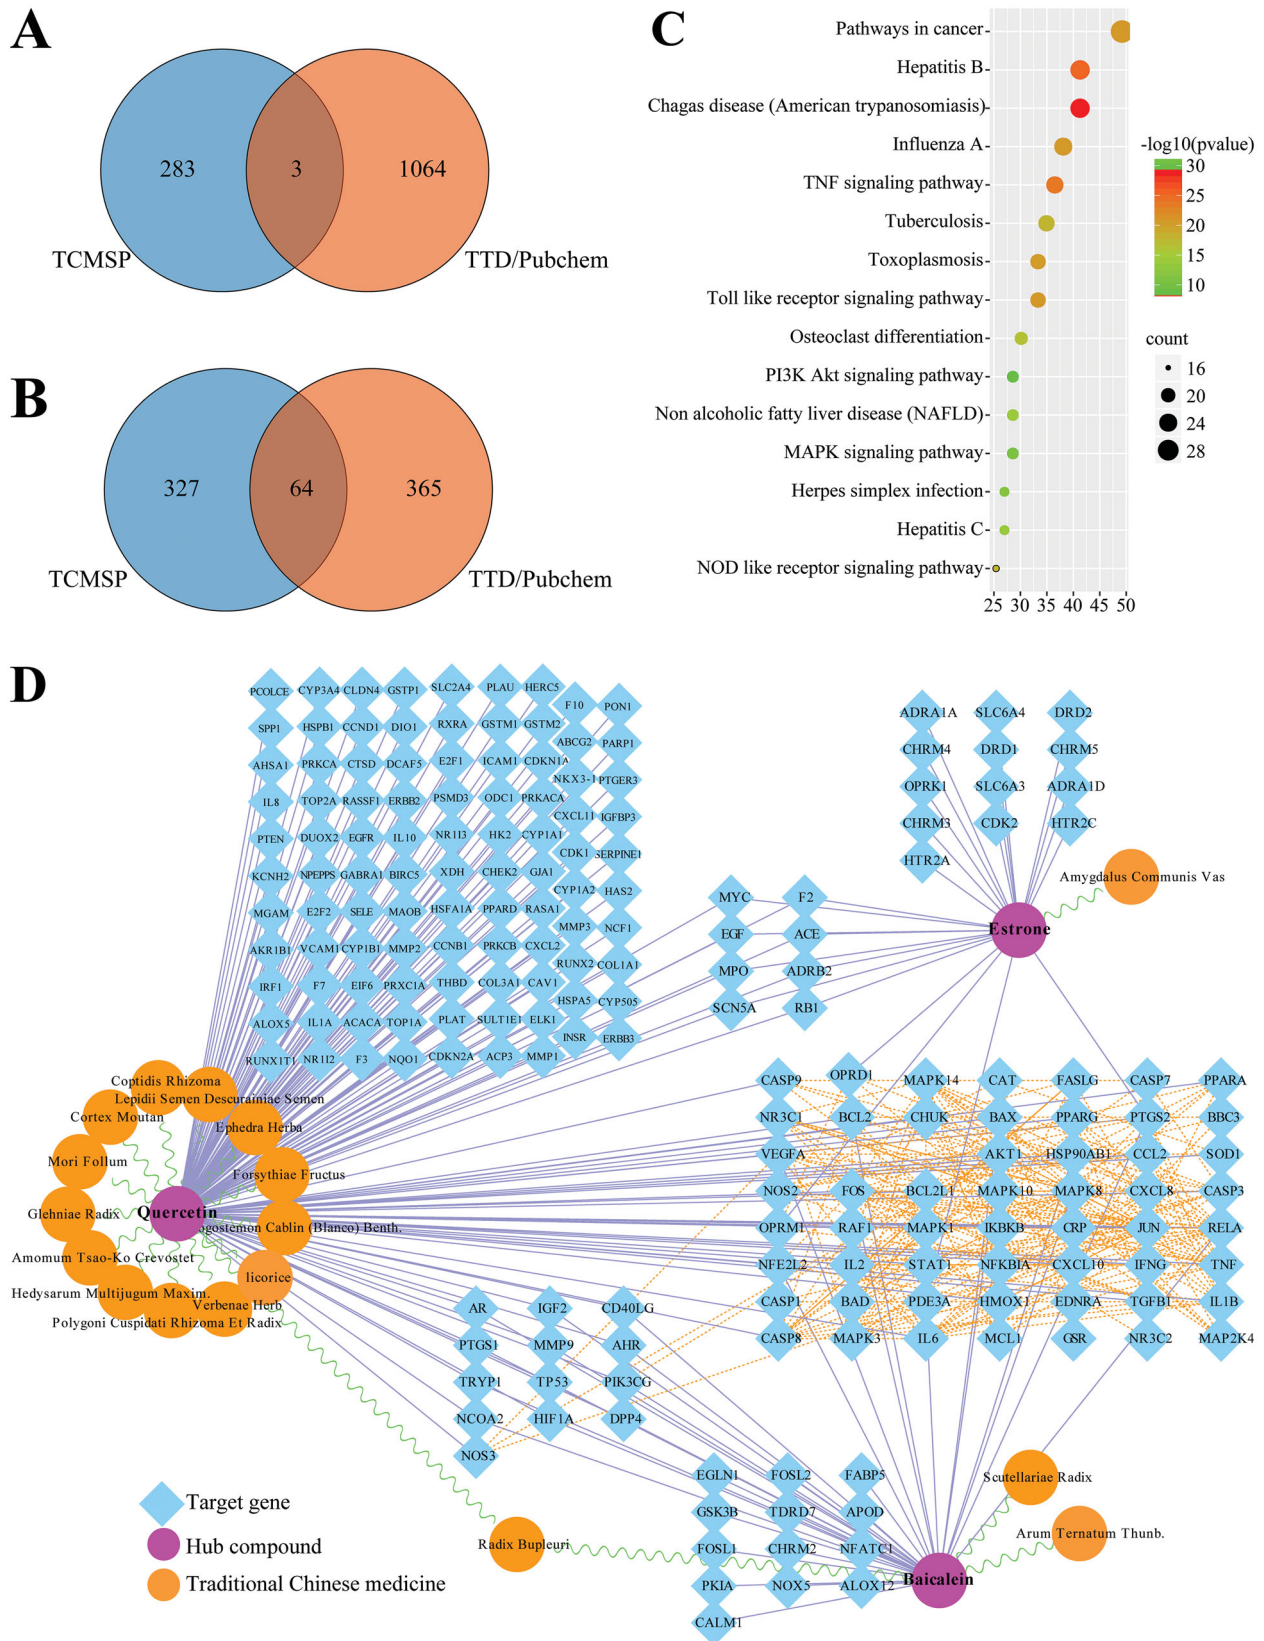 A
283
3
1064
TCMSP
TTD/Pubchem
B
327
64
365
TCMSP
TTD/Pubchem
C
Pathways in cancer
Hepatitis B
Chagas disease (American trypanosomiasis)
Influenza A
TNF signaling pathway
Tuberculosis
Toxoplasmosis
Toll like receptor signaling pathway
Osteoclast differentiation
PI3K Akt signaling pathway
Non alcoholic fatty liver disease (NAFLD)
MAPK signaling pathway
Herpes simplex infection
Hepatitis C
NOD like receptor signaling pathway
25 30 35 40 45 50
-log10(pvalue)
30
25
20
15
10
count
16
20
24
28
D
PCOLCE CYP3A4 CLDN4 GSTP1 SLC2A4 PLAU HERC5 F10 PON1
SPP1 HSPB1 CCND1 DIO1 RXRA GSTM1 GSTM2 ABCG2 PARP1
AHSA1 PRKCA CTSD DCAF5 E2F1 ICAM1 CDKN1A NKX3-1 PTGER3
IL8 TOP2A RASSF1 ERBB2 PSMD3 ODC1 PRKACA CXCL11 IGFBP3
PTEN DUOX2 EGFR IL10 NR1I3 HK2 CYP1A1 CDK1 SERPINE1
KCNH2 NPEPPS GABRA1 BIRC5 XDH CHEK2 GJA1 CYP1A2 HAS2
MGAM E2F2 SELE MAOB HSFA1A PPARD RASA1 MMP3 NCF1
AKR1B1 VCAM1 CYP1B1 MMP2 CCNB1 PRKCB CXCL2 RUNX2 COL1A1
IRF1 F7 EIF6 PRXC1A THBD COL3A1 CAV1 HSPA5 CYP505
ALOX5 IL1A ACACA TOP1A PLAT SULT1E1 ELK1 INSR ERBB3
RUNX1T1 NR1I2 F3 NQO1 CDKN2A ACP3 MMP1
ADRA1A SLC6A4 DRD2
CHRM4 DRD1 CHRM5
OPRK1 SLC6A3 ADRA1D
CHRM3 CDK2 HTR2C
HTR2A
Amygdalus Communis Vas
Estrone
MYC F2
EGF ACE
MPO ADRB2
SCN5A RB1
Coptidis Rhizoma
Lepidii Semen Descurainiae Semen
Cortex Moutan
Ephedra Herba
Mori Follum
Forsythiae Fructus
Glehniae Radix
Quercetin
ogostemon Cablin (Blanco) Benth.
Amomum Tsao-Ko Crevostet
licorice
Hedysarum Multijugum Maxim.
Verbenae Herb
Polygoni Cuspidati Rhizoma Et Radix
CASP9 OPRD1 MAPK14 CAT FASLG CASP7 PPARA
NR3C1 BCL2 CHUK BAX PPARG PTGS2 BBC3
VEGFA AKT1 HSP90AB1 CCL2 SOD1
NOS2 FOS BCL2L1 MAPK10 MAPK8 CXCL8 CASP3
OPRM1 RAF1 MAPK1 IKBKB CRP JUN RELA
NFE2L2 IL2 STAT1 NFKBIA CXCL10 IFNG TNF
CASP1 BAD PDE3A HMOX1 EDNRA TGFB1 IL1B
CASP8 MAPK3 IL6 MCL1 GSR NR3C2 MAP2K4
AR IGF2 CD40LG
PTGS1 MMP9 AHR
TRYP1 TP53 PIK3CG
NCOA2 HIF1A DPP4
NOS3
EGLN1 FOSL2 FABP5
GSK3B TDRD7 APOD
FOSL1 CHRM2 NFATC1
PKIA NOX5 ALOX12
CALM1
Scutellariae Radix
Arum Ternatum Thunb.
Radix Bupleuri
Baicalein
Target gene
Hub compound
Traditional Chinese medicine